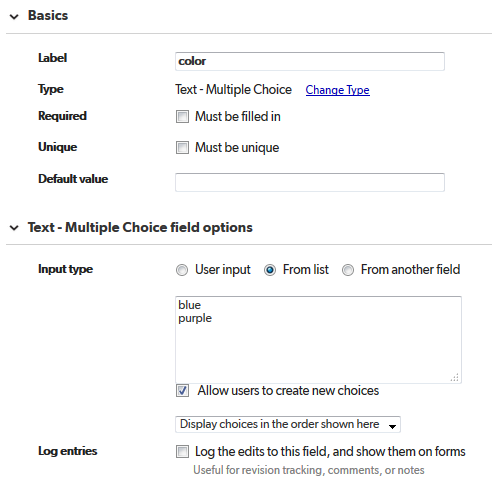 Basics
Label color
Type Text - Multiple Choice Change Type
Required Must be filled in
Unique Must be unique
Default value
Text - Multiple Choice field options
Input type User input From list From another field
blue
purple
Allow users to create new choices
Display choices in the order shown here
Log entries Log the edits to this field, and show them on forms
Useful for revision tracking, comments, or notes